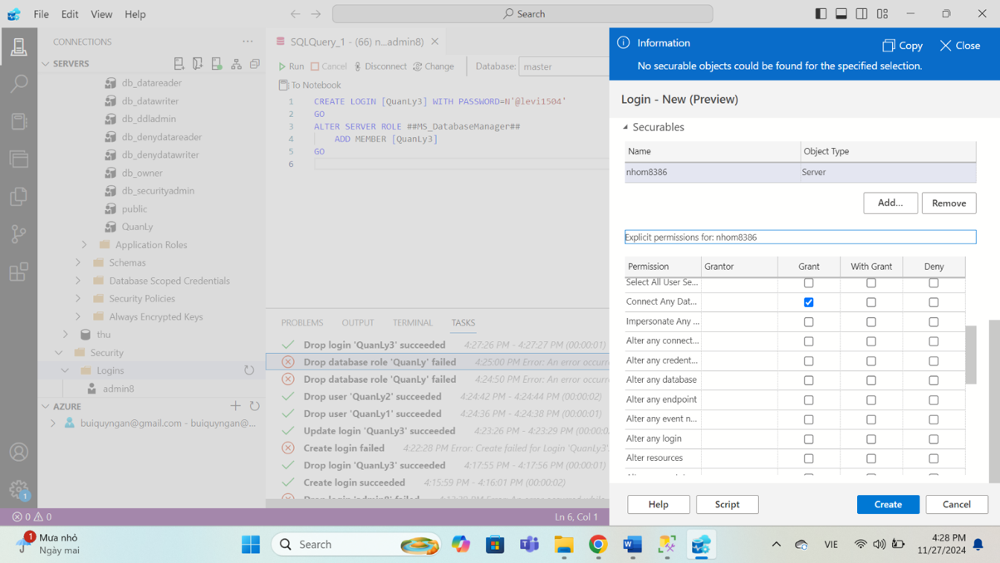 File Edit View Help
Search
CONNECTIONS
SERVERS
db_datareader
db_datawriter
db_ddladmin
db_denydatareader
db_denydatawriter
db_owner
db_securityadmin
public
QuanLy
Application Roles
Schemas
Database Scoped Credentials
Security Policies
Always Encrypted Keys
thu
Security
Logins
admin8
AZURE
buiquyngan@gmail.com - buiquyngan@...
SQLQuery_1 - (66) n...admin8)
Run Cancel Disconnect Change Database: master
To Notebook
1 CREATE LOGIN [QuanLy3] WITH PASSWORD=N'@levi1504'
2 GO
3 ALTER SERVER ROLE ##MS_DatabaseManager##
4 ADD MEMBER [QuanLy3]
5 GO
6
PROBLEMS OUTPUT TERMINAL TASKS
Drop login 'QuanLy3' succeeded 4:27:26 PM - 4:27:27 PM (00:00:01)
Drop database role 'QuanLy' failed 4:25:00 PM Error: An error occurr
Drop database role 'QuanLy' failed 4:24:50 PM Error: An error occurr
Drop user 'QuanLy2' succeeded 4:24:42 PM - 4:24:44 PM (00:00:02)
Drop user 'QuanLy1' succeeded 4:24:36 PM - 4:24:38 PM (00:00:01)
Update login 'QuanLy3' succeeded 4:23:26 PM - 4:23:29 PM (00:00:0
Create login failed 4:22:28 PM Error: Create failed for Login 'QuanLy3'.
Drop login 'QuanLy3' succeeded 4:17:55 PM - 4:17:56 PM (00:00:01)
Create login succeeded 4:15:59 PM - 4:16:01 PM (00:00:02)
Information
Copy Close
No securable objects could be found for the specified selection.
Login - New (Preview)
Securables
Name Object Type
nhom8386 Server
Add... Remove
Explicit permissions for: nhom8386
Permission Grantor Grant With Grant Deny
Select All User Se...
Connect Any Dat...
Impersonate Any ...
Alter any connect...
Alter any credent...
Alter any database
Alter any endpoint
Alter any event n...
Alter any login
Alter resources
Help Script Create Cancel
0 0
Ln 6, Col 1
1
1
Mưa nhỏ
Ngày mai
Search
VIE
4:28 PM
11/27/2024